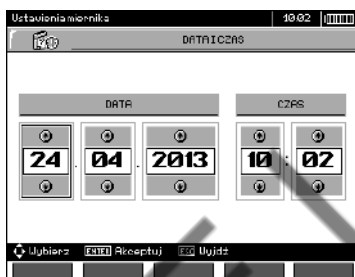 Ustawienia miernika 10:02
DATA I CZAS
DATA CZAS
24 . 04 . 2013 10 : 02
Wybierz ENTER Akceptuj ESC Wyjdź